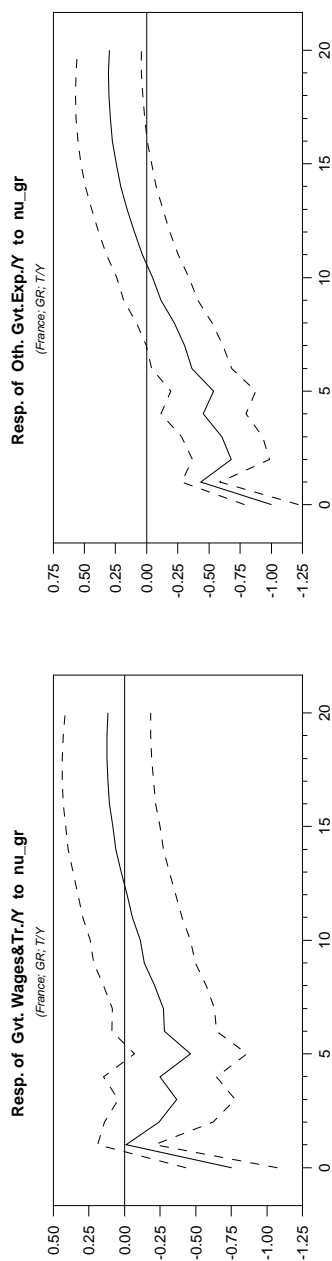 Resp. of Gvt. Wages&Tr./Y to nu_gr
(France; GR; T/Y)
0.50
0.25
0.00
-0.25
-0.50
-0.75
-1.00
-1.25
0 5 10 15 20
Resp. of Oth. Gvt.Exp./Y to nu_gr
(France; GR; T/Y)
0.75
0.50
0.25
0.00
-0.25
-0.50
-0.75
-1.00
-1.25
0 5 10 15 20